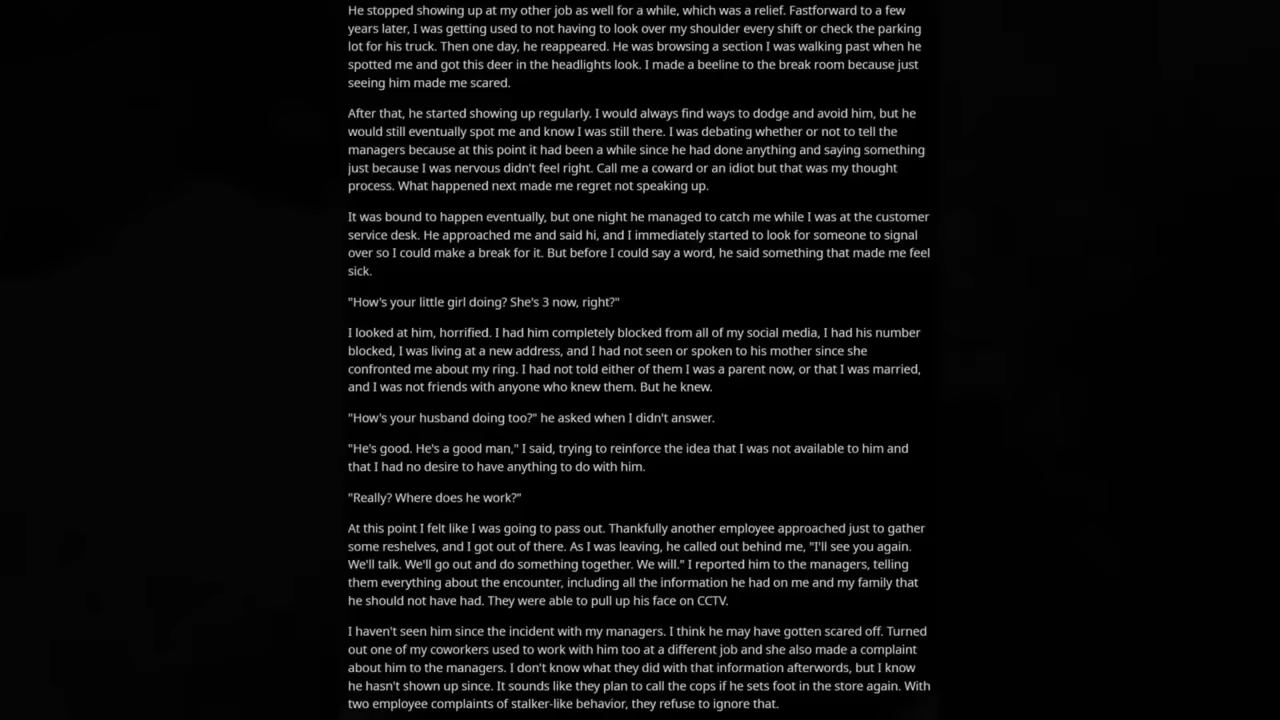 He stopped showing up at my other job as well for a while, which was a relief. Fastforward to a few
years later, I was getting used to not having to look over my shoulder every shift or check the parking
lot for his truck. Then one day, he reappeared. He was browsing a section I was walking past when he
spotted me and got this deer in the headlights look. I made a beeline to the break room because just
seeing him made me scared.
After that, he started showing up regularly. I would always find ways to dodge and avoid him, but he
would still eventually spot me and know I was still there. I was debating whether or not to tell the
managers because at this point it had been a while since he had done anything and saying something
just because I was nervous didn't feel right. Call me a coward or an idiot but that was my thought
process. What happened next made me regret not speaking up.
It was bound to happen eventually, but one night he managed to catch me while I was at the customer
service desk. He approached me and said hi, and I immediately started to look for someone to signal
over so I could make a break for it. But before I could say a word, he said something that made me feel
sick.
"How's your little girl doing? She's 3 now, right?"
I looked at him, horrified. I had him completely blocked from all of my social media, I had his number
blocked, I was living at a new address, and I had not seen or spoken to his mother since she
confronted me about my ring. I had not told either of them I was a parent now, or that I was married,
and I was not friends with anyone who knew them. But he knew.
"How's your husband doing too?" he asked when I didn't answer.
"He's good. He's a good man," I said, trying to reinforce the idea that I was not available to him and
that I had no desire to have anything to do with him.
"Really? Where does he work?"
At this point I felt like I was going to pass out. Thankfully another employee approached just to gather
some reshelves, and I got out of there. As I was leaving, he called out behind me, "I'll see you again.
We'll talk. We'll go out and do something together. We will." I reported him to the managers, telling
them everything about the encounter, including all the information he had on me and my family that
he should not have had. They were able to pull up his face on CCTV.
I haven't seen him since the incident with my managers. I think he may have gotten scared off. Turned
out one of my coworkers used to work with him too at a different job and she also made a complaint
about him to the managers. I don't know what they did with that information afterwords, but I know
he hasn't shown up since. It sounds like they plan to call the cops if he sets foot in the store again. With
two employee complaints of stalker-like behavior, they refuse to ignore that.